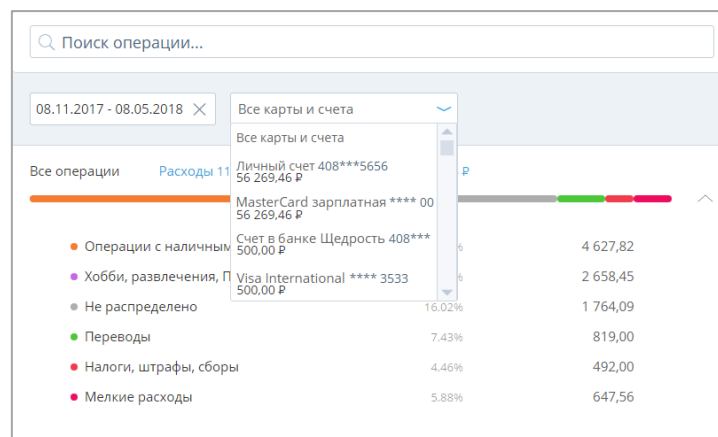 Поиск операции...
08.11.2017 - 08.05.2018
Все карты и счета
Все карты и счета
Все операции
Расходы 11
₽
Личный счет 408***5656
56 269,46 ₽
MasterCard зарплатная **** 00
56 269,46 ₽
Счет в банке Щедрость 408***
500,00 ₽
Visa International **** 3533
500,00 ₽
Операции с наличным
%
4 627,82
Хобби, развлечения, П
%
2 658,45
Не распределено
16.02%
1 764,09
Переводы
7.43%
819,00
Налоги, штрафы, сборы
4.46%
492,00
Мелкие расходы
5.88%
647,56